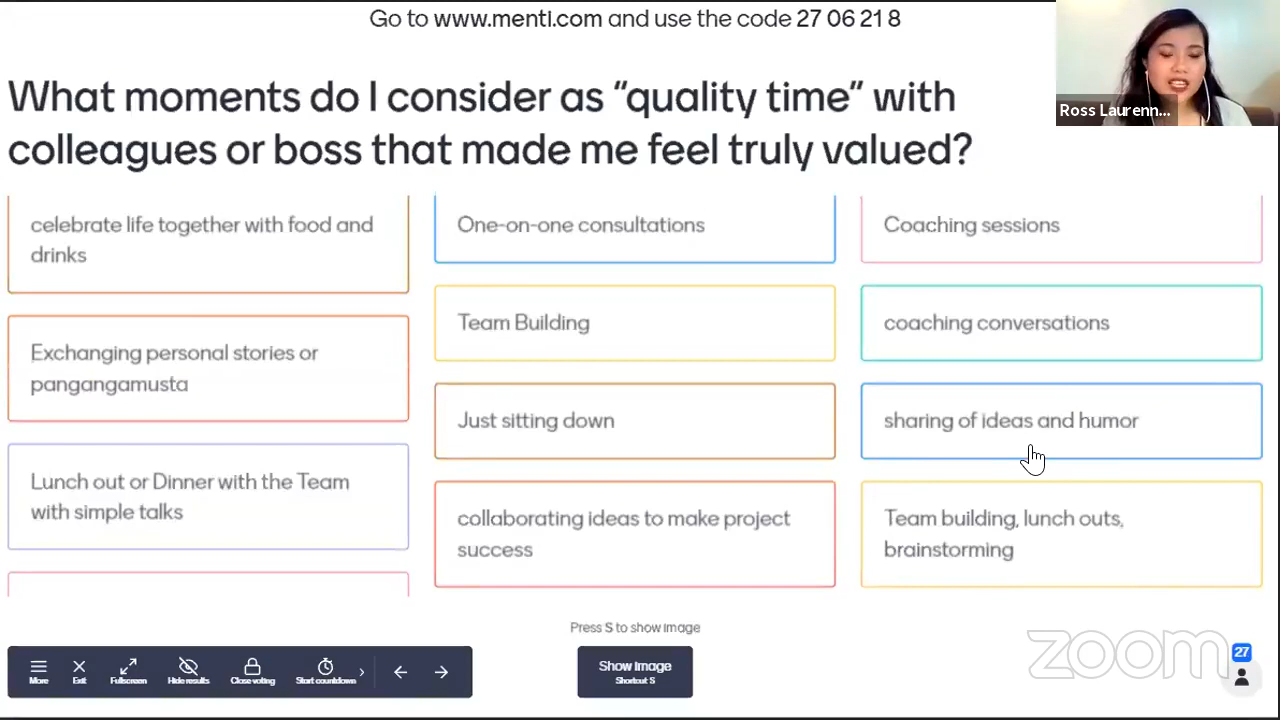 Go to www.menti.com and use the code 27 06 21 8
What moments do I consider as “quality time” with
colleagues or boss that made me feel truly valued?
Ross Laurenn...
celebrate life together with food and
drinks
Exchanging personal stories or
pangangamusta
Lunch out or Dinner with the Team
with simple talks
One-on-one consultations
Team Building
Just sitting down
collaborating ideas to make project
success
Coaching sessions
coaching conversations
sharing of ideas and humor
Team building, lunch outs,
brainstorming
Press S to show image
Show image
Shortcut S
More
Exit
Fullscreen
Hide results
Close voting
Start countdown
zoom
27